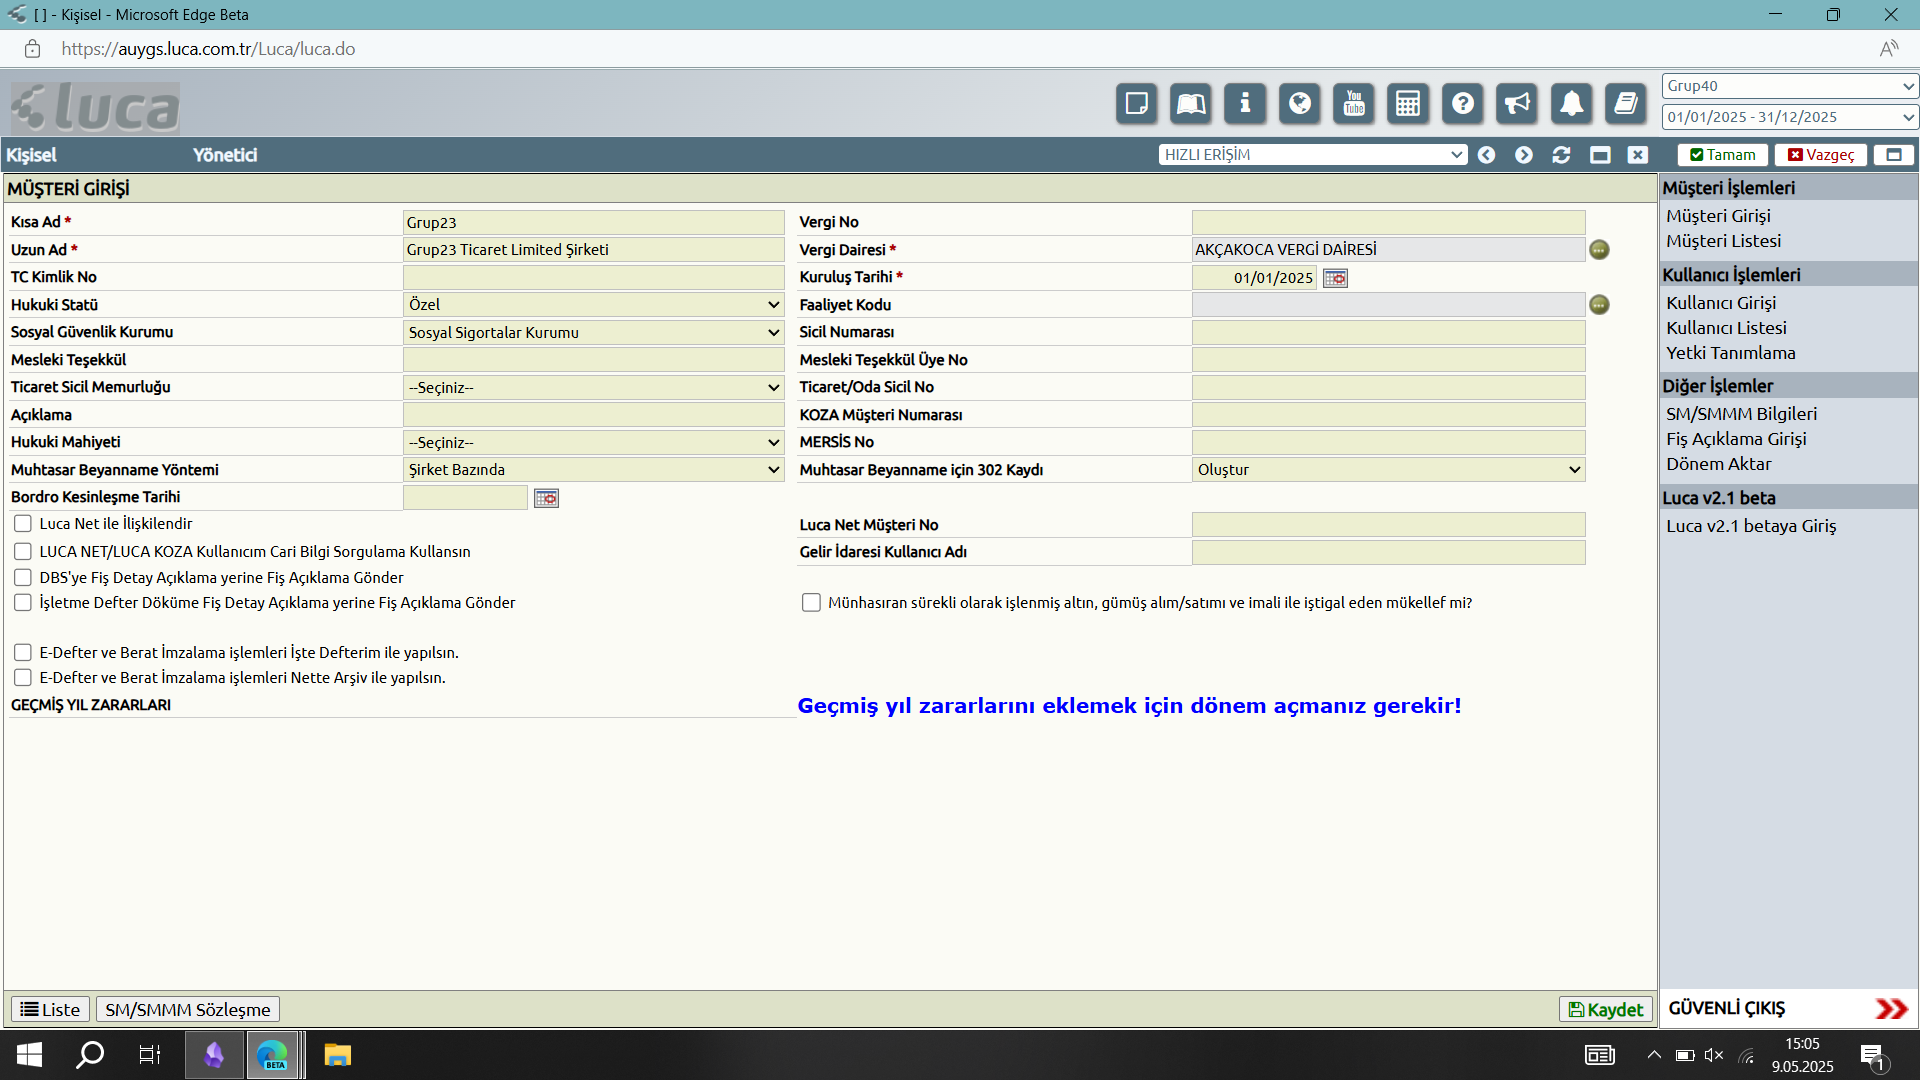 [ ] - Kişisel - Microsoft Edge Beta
https://auygs.luca.com.tr/Luca/luca.do
luca
You Tube
Grup40
01/01/2025 - 31/12/2025
Kişisel Yönetici HIZLI ERİŞİM Tamam Vazgeç
MÜŞTERİ GİRİŞİ
Kısa Ad * Grup23 Vergi No
Uzun Ad * Grup23 Ticaret Limited Şirketi Vergi Dairesi * AKÇAKOCA VERGİ DAİRESİ
TC Kimlik No Kuruluş Tarihi * 01/01/2025
Hukuki Statü Özel Faaliyet Kodu
Sosyal Güvenlik Kurumu Sosyal Sigortalar Kurumu Sicil Numarası
Mesleki Teşekkül Mesleki Teşekkül Üye No
Ticaret Sicil Memurluğu --Seçiniz-- Ticaret/Oda Sicil No
Açıklama KOZA Müşteri Numarası
Hukuki Mahiyeti --Seçiniz-- MERSİS No
Muhtasar Beyanname Yöntemi Şirket Bazında Muhtasar Beyanname için 302 Kaydı Oluştur
Bordro Kesinleşme Tarihi
Luca Net ile İlişkilendir Luca Net Müşteri No
LUCA NET/LUCA KOZA Kullanıcım Cari Bilgi Sorgulama Kullansın Gelir İdaresi Kullanıcı Adı
DBS'ye Fiş Detay Açıklama yerine Fiş Açıklama Gönder
İşletme Defter Döküme Fiş Detay Açıklama yerine Fiş Açıklama Gönder Münhasıran sürekli olarak işlenmiş altın, gümüş alım/satımı ve imali ile iştigal eden mükellef mi?
E-Defter ve Berat İmzalama işlemleri İşte Defterim ile yapılsın.
E-Defter ve Berat İmzalama işlemleri Nette Arşiv ile yapılsın.
GEÇMİŞ YIL ZARARLARI Geçmiş yıl zararlarını eklemek için dönem açmanız gerekir!
Müşteri İşlemleri
Müşteri Girişi
Müşteri Listesi
Kullanıcı İşlemleri
Kullanıcı Girişi
Kullanıcı Listesi
Yetki Tanımlama
Diğer İşlemler
SM/SMMM Bilgileri
Fiş Açıklama Girişi
Dönem Aktar
Luca v2.1 beta
Luca v2.1 betaya Giriş
Liste SM/SMMM Sözleşme Kaydet GÜVENLİ ÇIKIŞ
BETA
15:05
9.05.2025
1